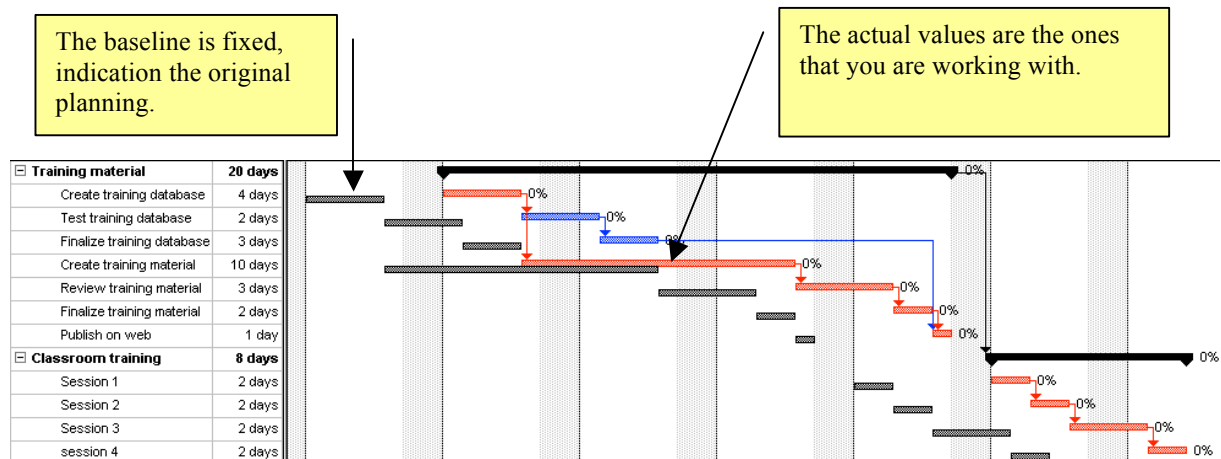 The baseline is fixed,
indication the original
planning.
The actual values are the ones
that you are working with.
Training material 20 days 0%
Create training database 4 days 0%
Test training database 2 days 0%
Finalize training database 3 days 0%
Create training material 10 days 0%
Review training material 3 days 0%
Finalize training material 2 days 0%
Publish on web 1 day 0%
Classroom training 8 days 0%
Session 1 2 days 0%
Session 2 2 days 0%
Session 3 2 days 0%
session 4 2 days 0%